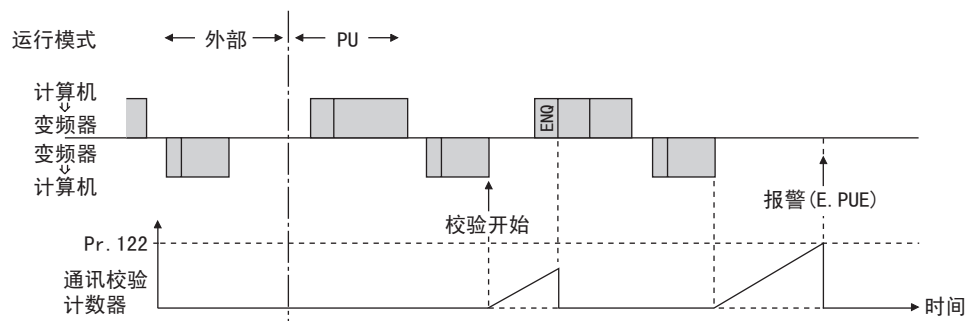 运行模式
外部
PU
计算机
变频器
ENQ
变频器
计算机
校验开始
报警(E.PUE)
Pr.122
通讯校验
计数器
时间